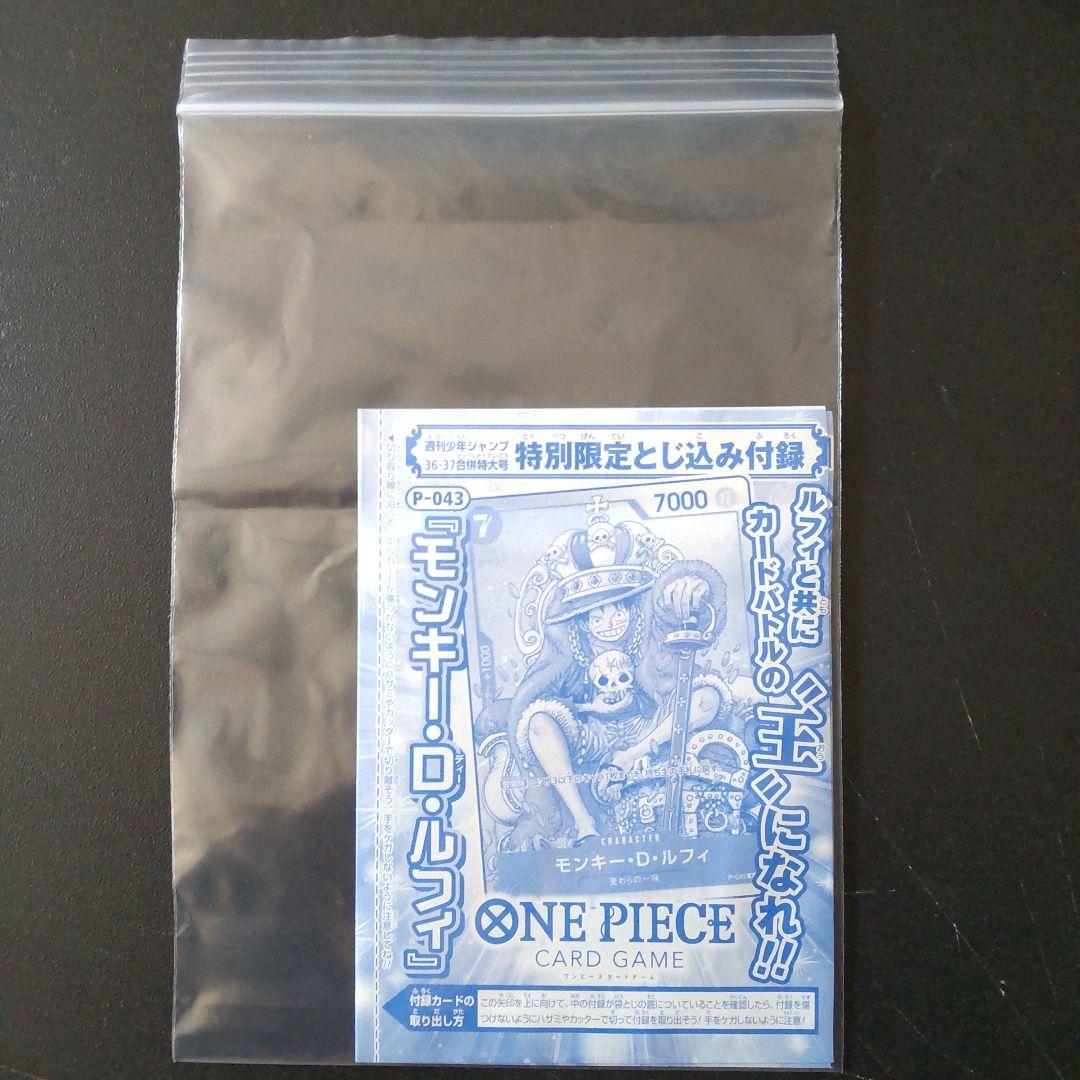 週刊少年ジャンプ
36・37合併特大号
特別限定とじ込み付録
P-043
『モンキー・D・ルフィ』
ルフィと共に
カードバトルの〝王〟になれ!!
7
7000 打
+1000
CHARACTER
モンキー・D・ルフィ
麦わらの一味
P-043
ONE PIECE
CARD GAME
ワンピースカードゲーム
付録カードの
取り出し方
この矢印を上に向けて、中の付録が袋とじの底についていることを確認したら、付録を傷
つけないようにハサミやカッターで切って付録を取り出そう!手をケガしないように注意!